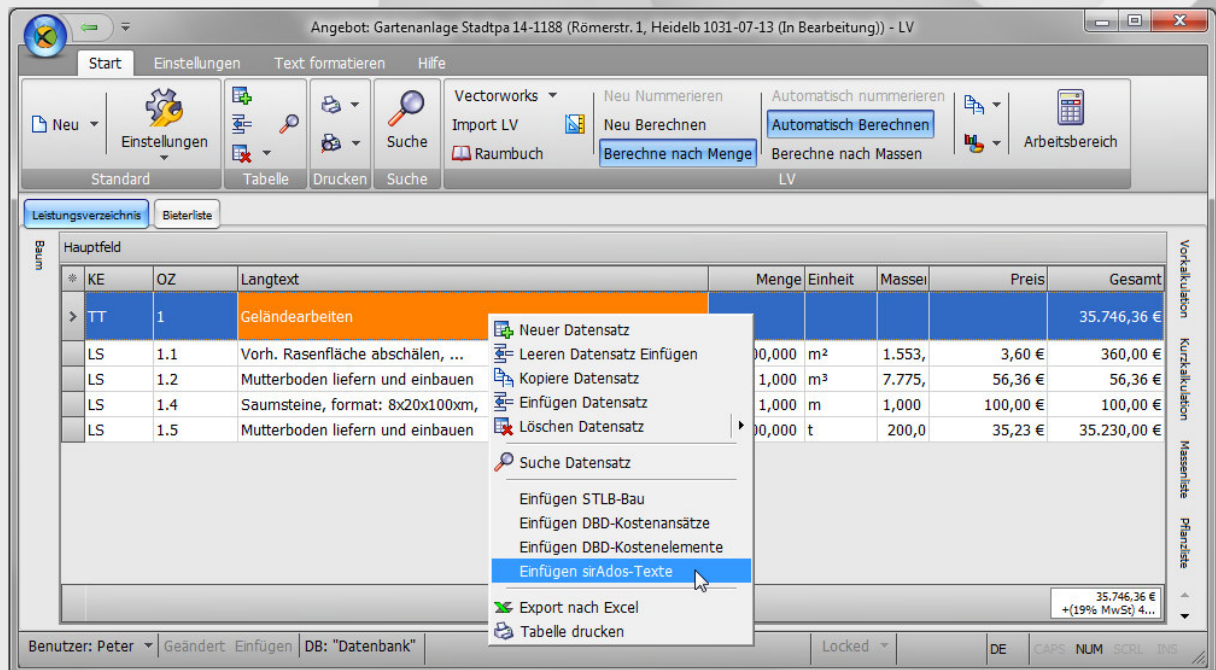 Angebot: Gartenanlage Stadtpa 14-1188 (Römerstr. 1, Heidelb 1031-07-13 (In Bearbeitung)) - LV
Start Einstellungen Text formatieren Hilfe
Neu
Einstellungen
Standard
Tabelle
Drucken
Suche
Suche
Vectorworks
Import LV
Raumbuch
Neu Nummerieren
Neu Berechnen
Berechne nach Menge
Automatisch nummerieren
Automatisch Berechnen
Berechne nach Massen
LV
Arbeitsbereich
Leistungsverzeichnis Bieterliste
Baum
Hauptfeld
KE OZ Langtext Menge Einheit Massei Preis Gesamt
TT 1 Geländearbeiten 35.746,36 €
LS 1.1 Vorh. Rasenfläche abschälen, ... 00,000 m² 1.553, 3,60 € 360,00 €
LS 1.2 Mutterboden liefern und einbauen 1,000 m³ 7.775, 56,36 € 56,36 €
LS 1.4 Saumsteine, format: 8x20x100xm, 1,000 m 1,000 100,00 € 100,00 €
LS 1.5 Mutterboden liefern und einbauen 00,000 t 200,0 35,23 € 35.230,00 €
Neuer Datensatz
Leeren Datensatz Einfügen
Kopiere Datensatz
Einfügen Datensatz
Löschen Datensatz
Suche Datensatz
Einfügen STLB-Bau
Einfügen DBD-Kostenansätze
Einfügen DBD-Kostenelemente
Einfügen sirAdos-Texte
Export nach Excel
Tabelle drucken
Vorkalkulation
Kurzkalkulation
Massenliste
Pflanzliste
35.746,36 €
+(19% MwSt) 4...
Benutzer: Peter Geändert Einfügen DB: "Datenbank" Locked DE CAPS NUM SCRL INS